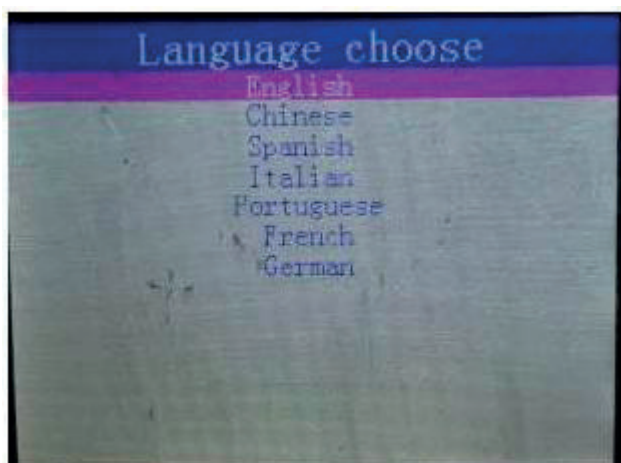 Language choose
English
Chinese
Spanish
Italian
Portuguese
French
German